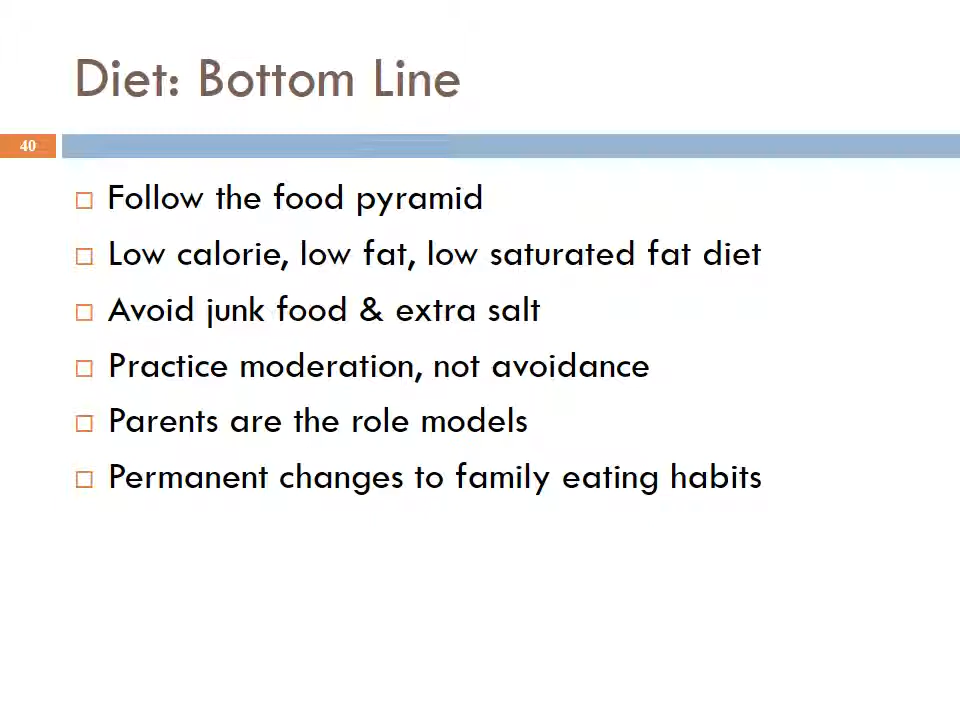 Diet: Bottom Line
40
Follow the food pyramid
Low calorie, low fat, low saturated fat diet
Avoid junk food & extra salt
Practice moderation, not avoidance
Parents are the role models
Permanent changes to family eating habits